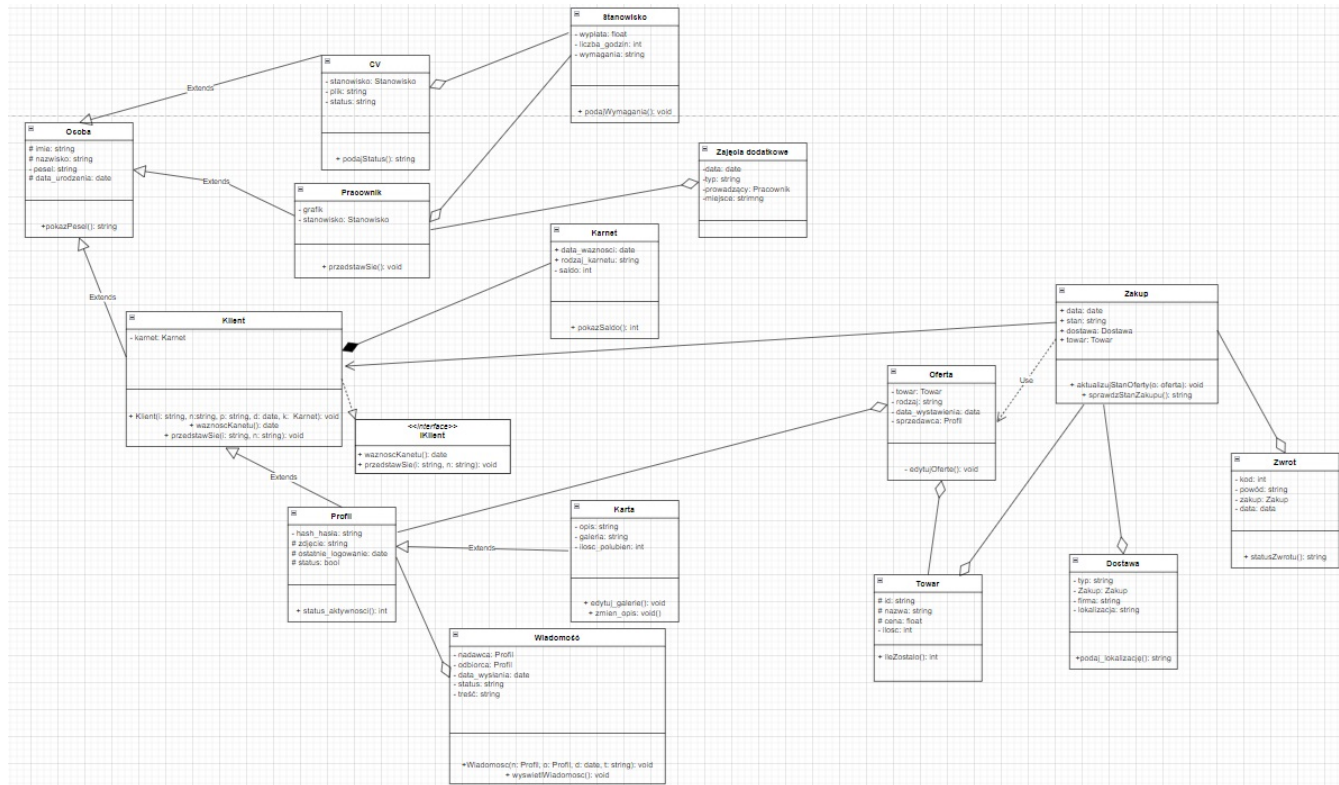 Stanowisko
- wypłata: float
- liczba_godzin: int
- wymagania: string
+ podajWymagania(): void
CV
- stanowisko: Stanowisko
- plik: string
- status: string
+ podajStatus(): string
Extends
Osoba
# imie: string
# nazwisko: string
- pesel: string
# data_urodzenia: date
+pokazPesel(): string
Extends
Pracownik
- grafik
- stanowisko: Stanowisko
+ przedstawSie(): void
Zajęcia dodatkowe
-data: date
-typ: string
-prowadzący: Pracownik
-miejsce: strimng
Karnet
+ data_waznosci: date
+ rodzaj_karnetu: string
- saldo: int
+ pokazSaldo(): int
Extends
Klient
- karnet: Karnet
+ Klient(i: string, n:string, p: string, d: date, k: Karnet): void
+ waznoscKanetu(): date
+ przedstawSie(i: string, n: string): void
<<Interface>>
IKlient
+ waznoscKanetu(): date
+ przedstawSie(i: string, n: string): void
Zakup
+ data: date
+ stan: string
+ dostawa: Dostawa
+ towar: Towar
+ aktualizujStanOferty(o: oferta): void
+ sprawdzStanZakupu(): string
Use
Oferta
- towar: Towar
- rodzaj: string
- data_wystawienia: data
- sprzedawca: Profil
- edytujOferte(): void
Extends
Profil
- hash_hasla: string
# zdjęcie: string
# ostatnie_logowanie: date
# status: bool
+ status_aktywnosci(): int
Extends
Karta
- opis: string
- galeria: string
- ilosc_polubien: int
+ edytuj_galerie(): void
+ zmien_opis: void()
Zwrot
- kod: int
- powód: string
- zakup: Zakup
- data: data
+ statusZwrotu(): string
Towar
# id: string
# nazwa: string
# cena: float
- ilosc: int
+ ileZostalo(): int
Dostawa
- typ: string
- Zakup: Zakup
- firma: string
- lokalizacja: string
+podaj_lokalizację(): string
Wiadomość
- nadawca: Profil
- odbiorca: Profil
- data_wyslania: date
- status: string
- treść: string
+Wiadomosc(n: Profil, o: Profil, d: date, t: string): void
+ wyswietlWiadomosc(): void